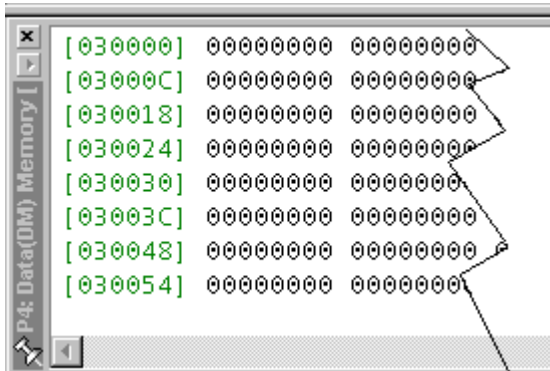 [030000] 00000000 00000000
[03000C] 00000000 00000000
[030018] 00000000 00000000
[030024] 00000000 00000000
[030030] 00000000 00000000
[03003C] 00000000 00000000
[030048] 00000000 00000000
[030054] 00000000 00000000
P4: Data(DM) Memory [